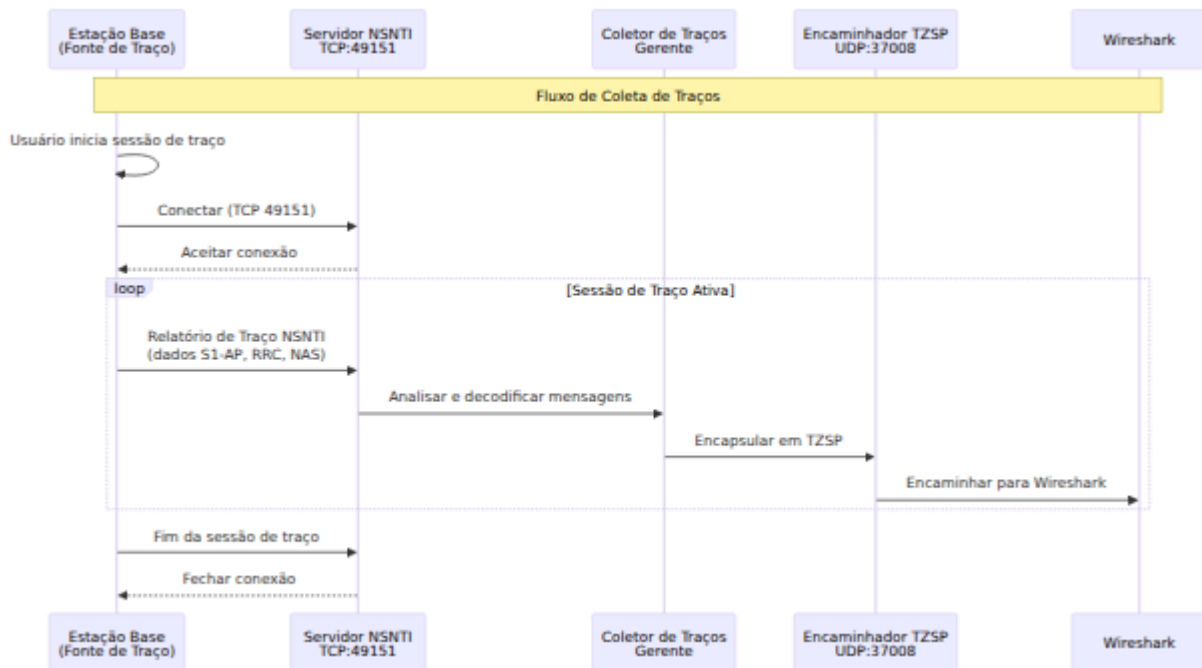 Estação Base
(Fonte de Traço)
Servidor NSNTI
TCP:49151
Coletor de Traços
Gerente
Encaminhador TZSP
UDP:37008
Wireshark
Fluxo de Coleta de Traços
Usuário inicia sessão de traço
Conectar (TCP 49151)
Aceitar conexão
loop
[Sessão de Traço Ativa]
Relatório de Traço NSNTI
(dados S1-AP, RRC, NAS)
Analisar e decodificar mensagens
Encapsular em TZSP
Encaminhar para Wireshark
Fim da sessão de traço
Fechar conexão
Estação Base
(Fonte de Traço)
Servidor NSNTI
TCP:49151
Coletor de Traços
Gerente
Encaminhador TZSP
UDP:37008
Wireshark